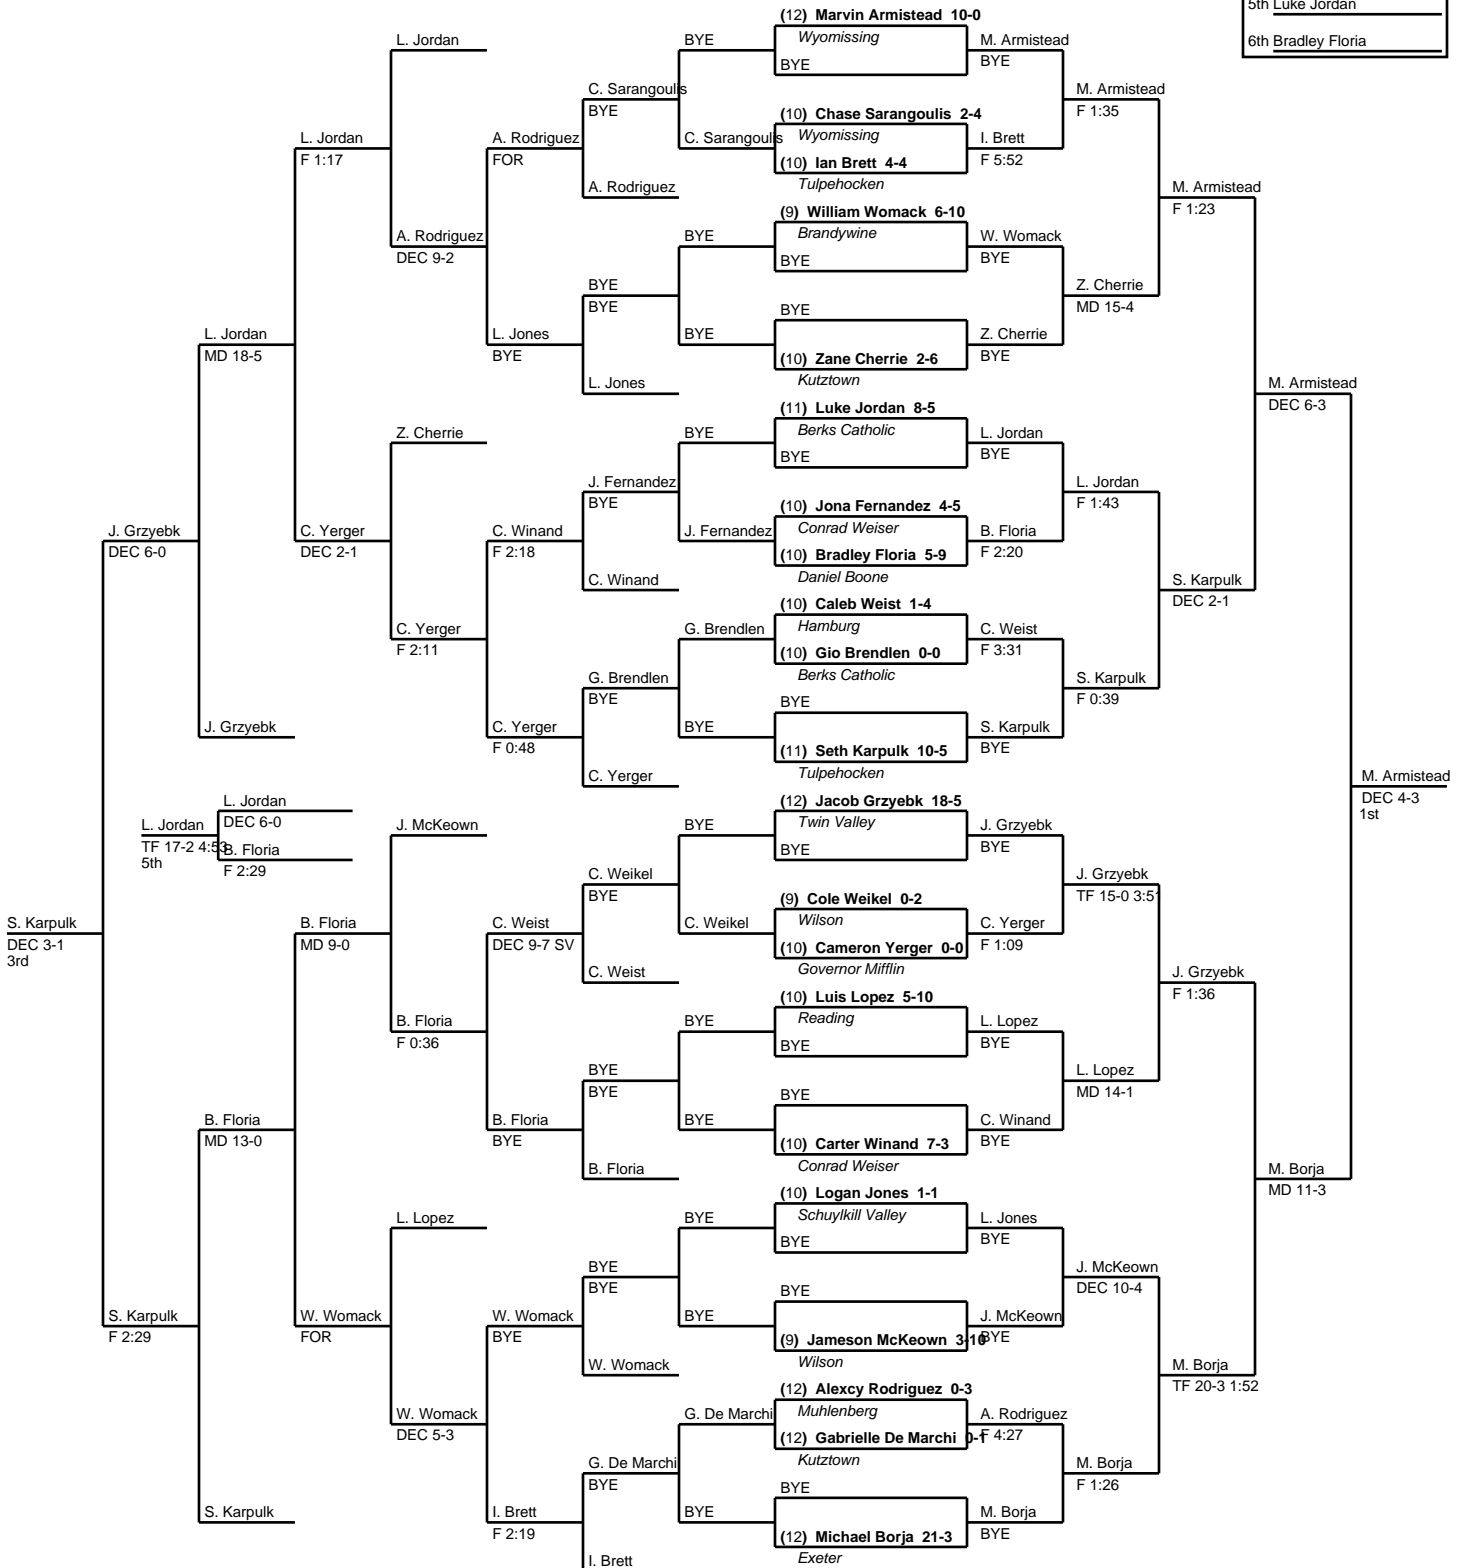 5th Luke Jordan
6th Bradley Floria
(12) Marvin Armistead 10-0
Wyomissing
BYE
(10) Chase Sarangoulis 2-4
Wyomissing
(10) Ian Brett 4-4
Tulpehocken
(9) William Womack 6-10
Brandywine
BYE
BYE
(10) Zane Cherrie 2-6
Kutztown
(11) Luke Jordan 8-5
Berks Catholic
BYE
(10) Jona Fernandez 4-5
Conrad Weiser
(10) Bradley Floria 5-9
Daniel Boone
(10) Caleb Weist 1-4
Hamburg
(10) Gio Brendlen 0-0
Berks Catholic
BYE
(11) Seth Karpulk 10-5
Tulpehocken
(12) Jacob Grzyebk 18-5
Twin Valley
BYE
(9) Cole Weikel 0-2
Wilson
(10) Cameron Yerger 0-0
Governor Mifflin
(10) Luis Lopez 5-10
Reading
BYE
BYE
(10) Carter Winand 7-3
Conrad Weiser
(10) Logan Jones 1-1
Schuylkill Valley
BYE
BYE
(9) Jameson McKeown 3-10
Wilson
(12) Alexcy Rodriguez 0-3
Muhlenberg
(12) Gabrielle De Marchi 0-1
Kutztown
BYE
(12) Michael Borja 21-3
Exeter
M. Armistead
BYE
I. Brett
F 5:52
W. Womack
BYE
Z. Cherrie
BYE
L. Jordan
BYE
B. Floria
F 2:20
C. Weist
F 3:31
S. Karpulk
BYE
J. Grzyebk
BYE
C. Yerger
F 1:09
L. Lopez
BYE
C. Winand
BYE
L. Jones
BYE
J. McKeown
BYE
A. Rodriguez
F 4:27
M. Borja
BYE
M. Armistead
F 1:35
Z. Cherrie
MD 15-4
L. Jordan
F 1:43
S. Karpulk
F 0:39
J. Grzyebk
TF 15-0 3:51
L. Lopez
MD 14-1
J. McKeown
DEC 10-4
M. Borja
F 1:26
M. Armistead
F 1:23
S. Karpulk
DEC 2-1
J. Grzyebk
F 1:36
M. Borja
TF 20-3 1:52
M. Armistead
DEC 6-3
M. Borja
MD 11-3
M. Armistead
DEC 4-3
1st
BYE
C. Sarangoulis
BYE
BYE
BYE
J. Fernandez
G. Brendlen
BYE
BYE
C. Weikel
BYE
BYE
BYE
BYE
G. De Marchi
BYE
C. Sarangoulis
BYE
A. Rodriguez
BYE
BYE
L. Jones
J. Fernandez
BYE
C. Winand
G. Brendlen
BYE
C. Yerger
C. Weikel
BYE
C. Weist
BYE
BYE
B. Floria
BYE
BYE
W. Womack
G. De Marchi
BYE
I. Brett
A. Rodriguez
FOR
L. Jones
BYE
C. Winand
F 2:18
C. Yerger
F 0:48
C. Weist
DEC 9-7 SV
B. Floria
BYE
W. Womack
BYE
I. Brett
F 2:19
L. Jordan
A. Rodriguez
DEC 9-2
Z. Cherrie
C. Yerger
F 2:11
J. McKeown
B. Floria
F 0:36
L. Lopez
W. Womack
DEC 5-3
L. Jordan
F 1:17
C. Yerger
DEC 2-1
B. Floria
MD 9-0
W. Womack
FOR
L. Jordan
MD 18-5
J. Grzyebk
B. Floria
MD 13-0
S. Karpulk
J. Grzyebk
DEC 6-0
S. Karpulk
F 2:29
S. Karpulk
DEC 3-1
3rd
L. Jordan
DEC 6-0
B. Floria
F 2:29
L. Jordan
TF 17-2 4:53
5th